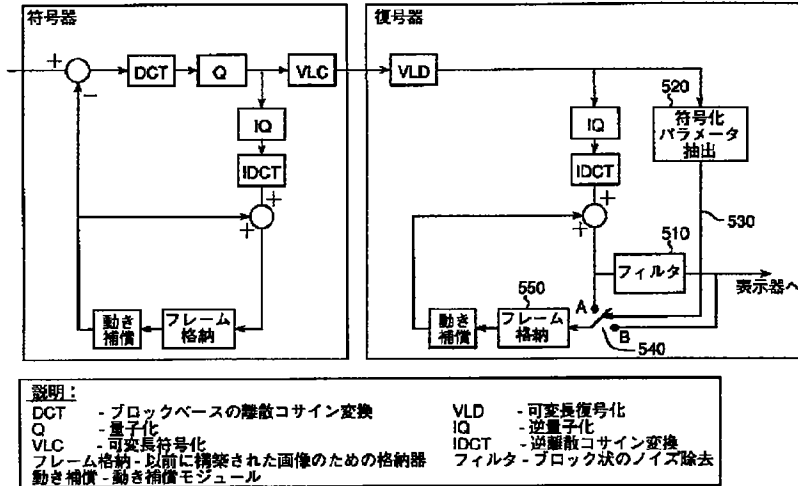 符号器
+
−
DCT
Q
VLC
IQ
IDCT
+
+
動き
補償
フレーム
格納
復号器
VLD
IQ
IDCT
+
+
520
符号化
パラメータ
抽出
530
510
フィルタ
表示器へ
550
A
B
540
動き
補償
フレーム
格納
説明:
DCT - ブロックベースの離散コサイン変換
Q - 量子化
VLC - 可変長符号化
フレーム格納 - 以前に構築された画像のための格納器
動き補償 - 動き補償モジュール
VLD - 可変長復号化
IQ - 逆量子化
IDCT - 逆離散コサイン変換
フィルタ - ブロック状のノイズ除去